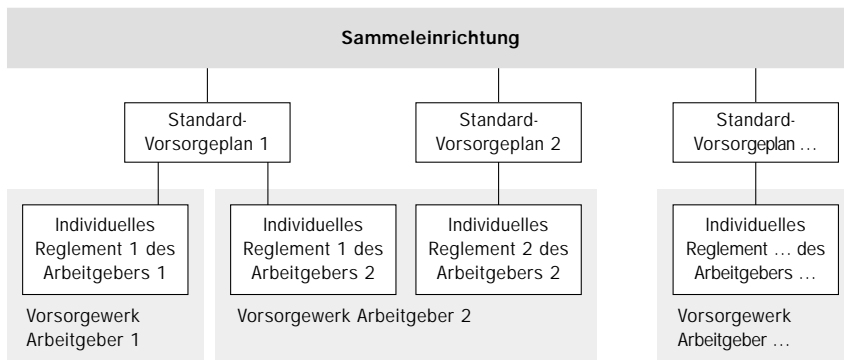 Sammeleinrichtung
Standard-
Vorsorgeplan 1
Standard-
Vorsorgeplan 2
Standard-
Vorsorgeplan …
Individuelles
Reglement 1 des
Arbeitgebers 1
Individuelles
Reglement 1 des
Arbeitgebers 2
Individuelles
Reglement 2 des
Arbeitgebers 2
Individuelles
Reglement … des
Arbeitgebers …
Vorsorgewerk
Arbeitgeber 1
Vorsorgewerk Arbeitgeber 2
Vorsorgewerk
Arbeitgeber …